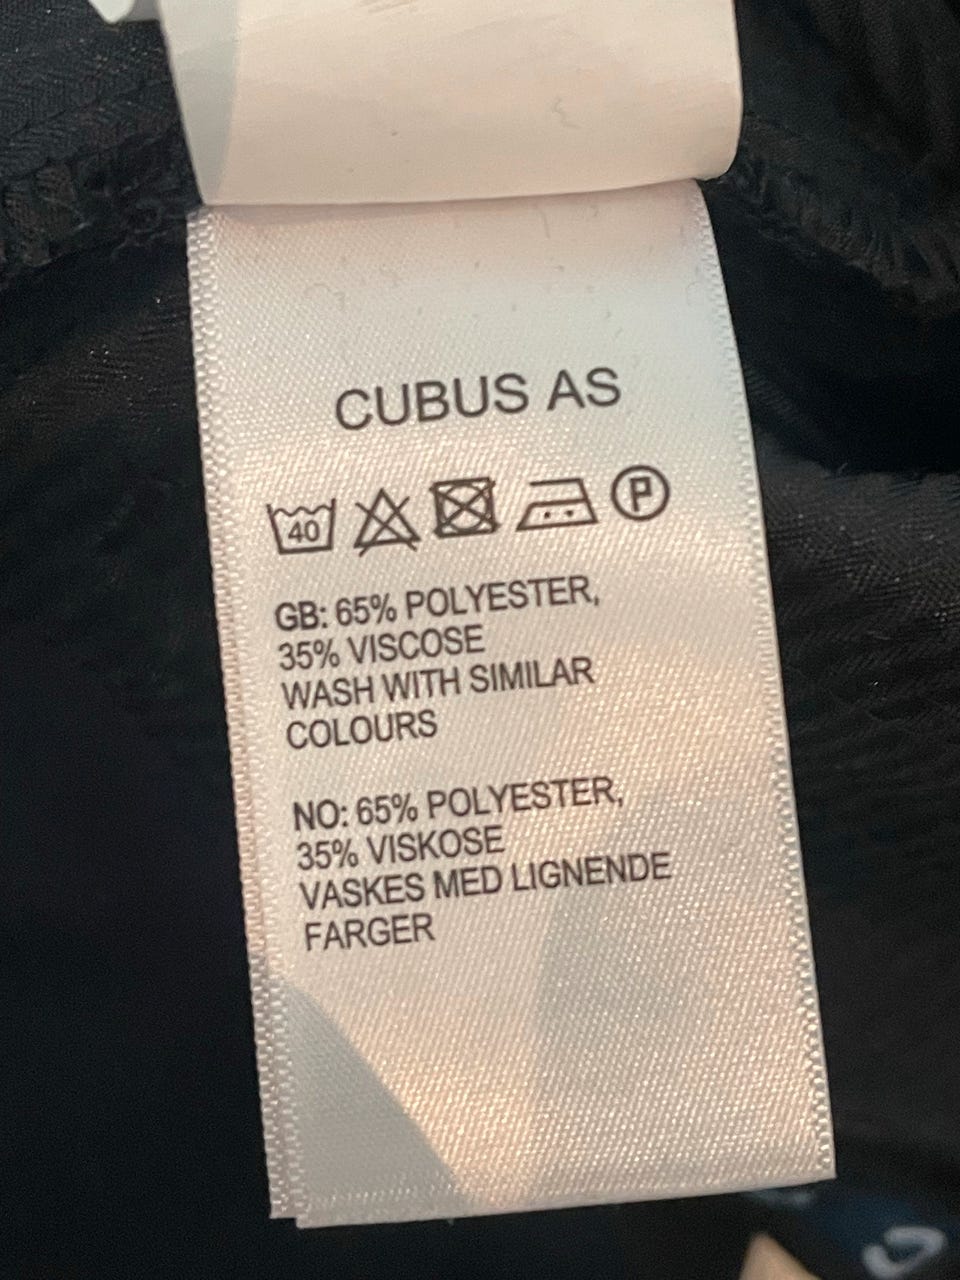 CUBUS AS
40 P
GB: 65% POLYESTER,
35% VISCOSE
WASH WITH SIMILAR
COLOURS
NO: 65% POLYESTER,
35% VISKOSE
VASKES MED LIGNENDE
FARGER